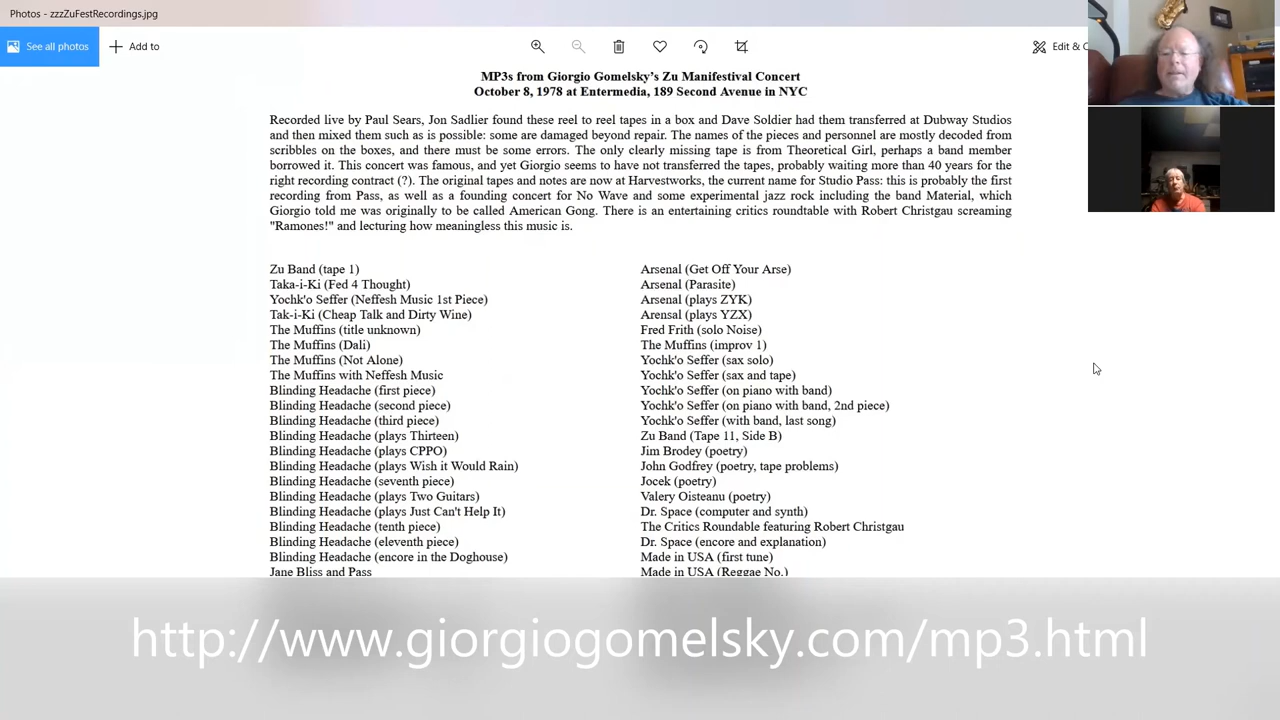 Photos - zzzZuFestRecordings.jpg
See all photos
Add to
Edit & C
MP3s from Giorgio Gomelsky's Zu Manifestival Concert
October 8, 1978 at Entermedia, 189 Second Avenue in NYC
Recorded live by Paul Sears, Jon Sadlier found these reel to reel tapes in a box and Dave Soldier had them transferred at Dubway Studios
and then mixed them such as is possible: some are damaged beyond repair. The names of the pieces and personnel are mostly decoded from
scribbles on the boxes, and there must be some errors. The only clearly missing tape is from Theoretical Girl, perhaps a band member
borrowed it. This concert was famous, and yet Giorgio seems to have not transferred the tapes, probably waiting more than 40 years for the
right recording contract (?). The original tapes and notes are now at Harvestworks, the current name for Studio Pass: this is probably the first
recording from Pass, as well as a founding concert for No Wave and some experimental jazz rock including the band Material, which
Giorgio told me was originally to be called American Gong. There is an entertaining critics roundtable with Robert Christgau screaming
"Ramones!" and lecturing how meaningless this music is.
Zu Band (tape 1)
Taka-i-Ki (Fed 4 Thought)
Yochk'o Seffer (Neffesh Music 1st Piece)
Tak-i-Ki (Cheap Talk and Dirty Wine)
The Muffins (title unknown)
The Muffins (Dali)
The Muffins (Not Alone)
The Muffins with Neffesh Music
Blinding Headache (first piece)
Blinding Headache (second piece)
Blinding Headache (third piece)
Blinding Headache (plays Thirteen)
Blinding Headache (plays CPPO)
Blinding Headache (plays Wish it Would Rain)
Blinding Headache (seventh piece)
Blinding Headache (plays Two Guitars)
Blinding Headache (plays Just Can't Help It)
Blinding Headache (tenth piece)
Blinding Headache (eleventh piece)
Blinding Headache (encore in the Doghouse)
Jane Bliss and Pass
Arsenal (Get Off Your Arse)
Arsenal (Parasite)
Arsenal (plays ZYK)
Arensal (plays YZX)
Fred Frith (solo Noise)
The Muffins (improv 1)
Yochk'o Seffer (sax solo)
Yochk'o Seffer (sax and tape)
Yochk'o Seffer (on piano with band)
Yochk'o Seffer (on piano with band, 2nd piece)
Yochk'o Seffer (with band, last song)
Zu Band (Tape 11, Side B)
Jim Brodey (poetry)
John Godfrey (poetry, tape problems)
Jocek (poetry)
Valery Oisteanu (poetry)
Dr. Space (computer and synth)
The Critics Roundable featuring Robert Christgau
Dr. Space (encore and explanation)
Made in USA (first tune)
Made in USA (Reggae No.)
http://www.giorgiogomelsky.com/mp3.html